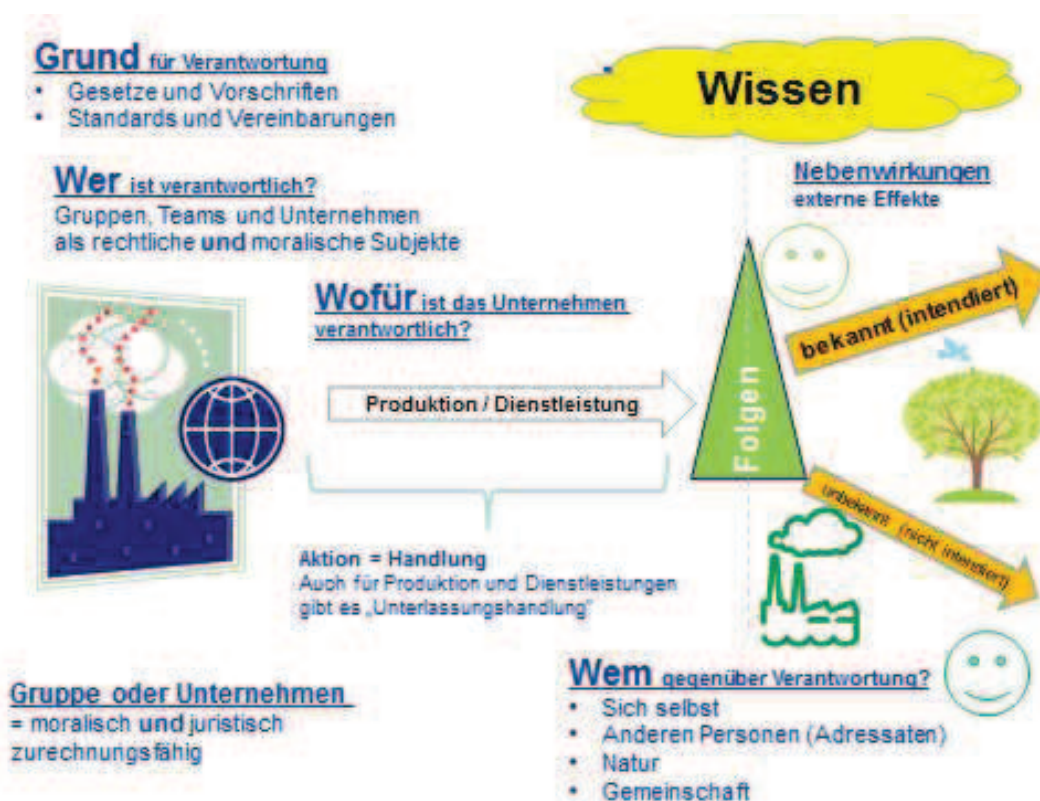 Grund für Verantwortung
• Gesetze und Vorschriften
• Standards und Vereinbarungen
Wissen
Wer ist verantwortlich?
Gruppen, Teams und Unternehmen
als rechtliche und moralische Subjekte
Nebenwirkungen
externe Effekte
Wofür ist das Unternehmen
verantwortlich?
bekannt (intendiert)
Produktion / Dienstleistung
Folgen
unbekannt (nicht intendiert)
Aktion = Handlung
Auch für Produktion und Dienstleistungen
gibt es „Unterlassungshandlung"
Gruppe oder Unternehmen
= moralisch und juristisch
zurechnungsfähig
Wem gegenüber Verantwortung?
• Sich selbst
• Anderen Personen (Adressaten)
• Natur
• Gemeinschaft